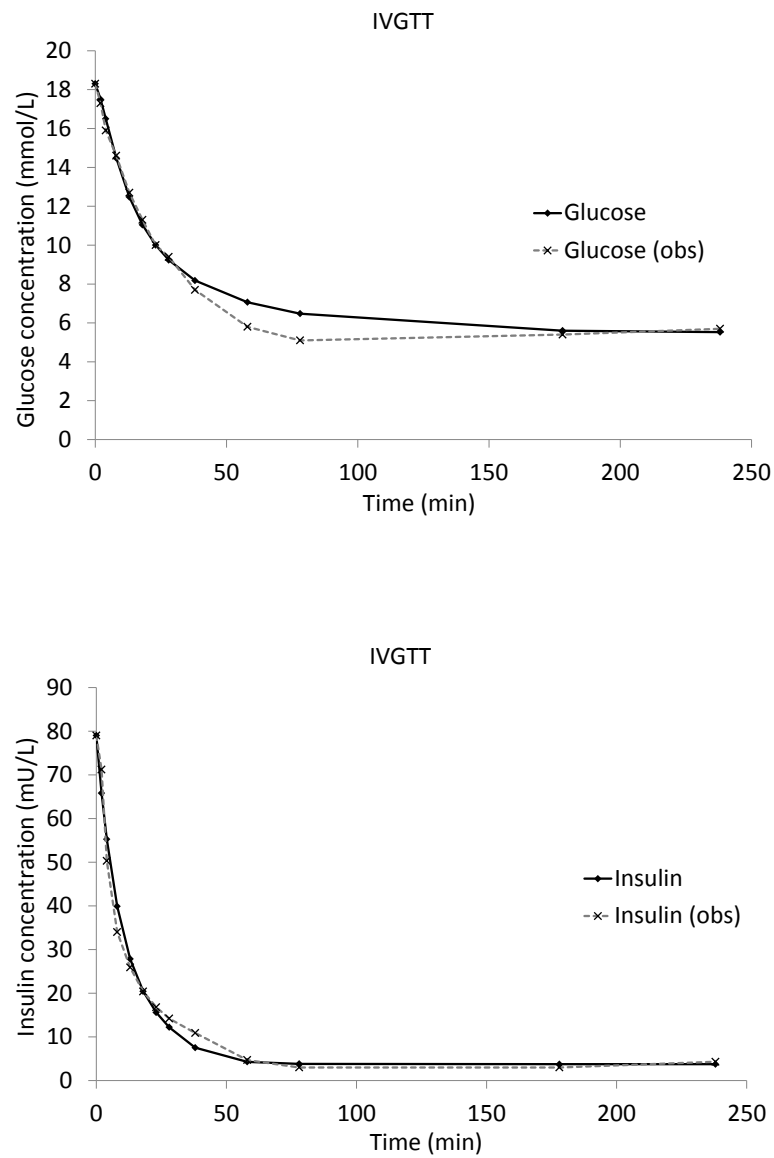 IVGTT
20
18
16
14
12
10
8
6
4
2
0
Glucose concentration (mmol/L)
Glucose
Glucose (obs)
0 50 100 150 200 250
Time (min)
IVGTT
90
80
70
60
50
40
30
20
10
0
Insulin concentration (mU/L)
Insulin
Insulin (obs)
0 50 100 150 200 250
Time (min)